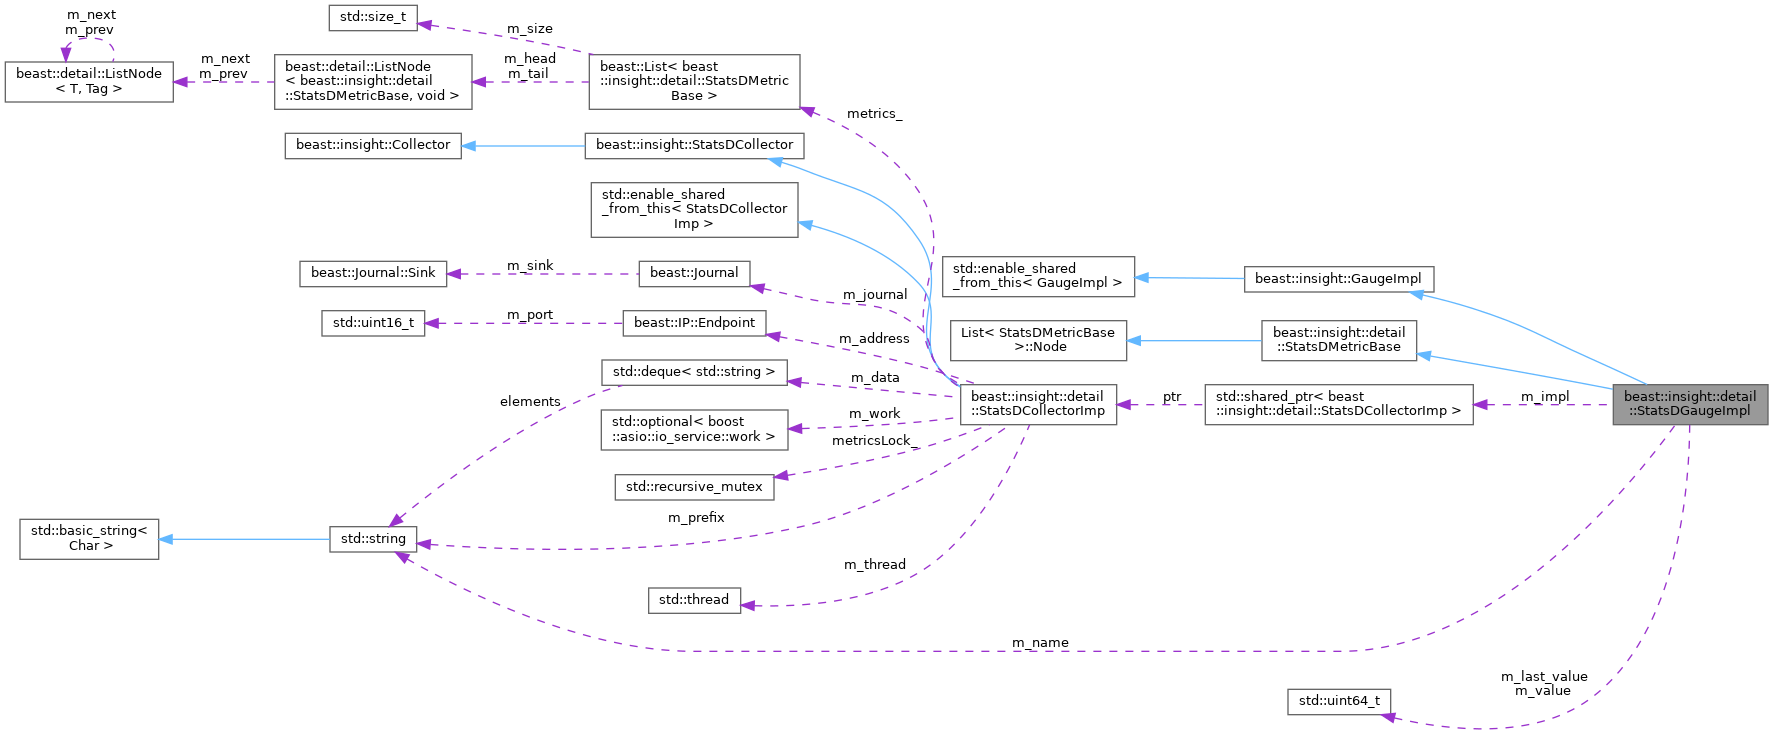 m_next
m_prev
beast::detail::ListNode
< T, Tag >
m_next
m_prev
beast::detail::ListNode
< beast::insight::detail
::StatsDMetricBase, void >
std::size_t
m_size
m_head
m_tail
beast::List< beast
::insight::detail::StatsDMetric
Base >
metrics_
beast::insight::Collector
beast::insight::StatsDCollector
std::enable_shared
_from_this< StatsDCollector
Imp >
beast::Journal::Sink
m_sink
beast::Journal
m_journal
std::uint16_t
m_port
beast::IP::Endpoint
m_address
std::deque< std::string >
m_data
elements
std::optional< boost
::asio::io_service::work >
m_work
metricsLock_
std::recursive_mutex
m_prefix
std::basic_string<
Char >
std::string
m_thread
std::thread
m_name
std::enable_shared
_from_this< GaugeImpl >
beast::insight::GaugeImpl
List< StatsDMetricBase
>::Node
beast::insight::detail
::StatsDMetricBase
beast::insight::detail
::StatsDCollectorImp
ptr
std::shared_ptr< beast
::insight::detail::StatsDCollectorImp >
m_impl
beast::insight::detail
::StatsDGaugeImpl
m_last_value
m_value
std::uint64_t